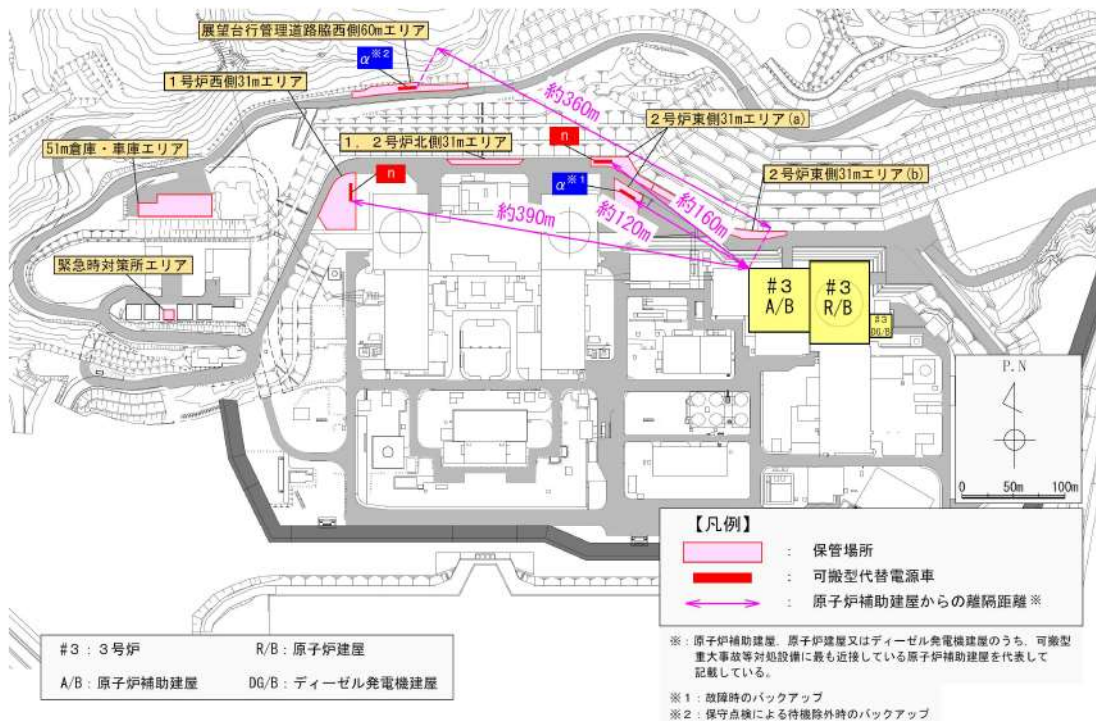 展望台行管理道路脇西側60mエリア
α※2
1号炉西側31mエリア
約360m
2号炉東側31mエリア(a)
1，2号炉北側31mエリア
n
51m倉庫・車庫エリア
n
α※1
2号炉東側31mエリア(b)
約390m
約120m
約160m
緊急時対策所エリア
#3
A/B
#3
R/B
#3
DG/B
P.N
0 50m 100m
【凡例】
： 保管場所
： 可搬型代替電源車
： 原子炉補助建屋からの離隔距離※
#3：3号炉 R/B：原子炉建屋
A/B：原子炉補助建屋 DG/B：ディーゼル発電機建屋
※：原子炉補助建屋，原子炉建屋又はディーゼル発電機建屋のうち，可搬型
重大事故等対処設備に最も近接している原子炉補助建屋を代表して
記載している。
※1：故障時のバックアップ
※2：保守点検による待機除外時のバックアップ